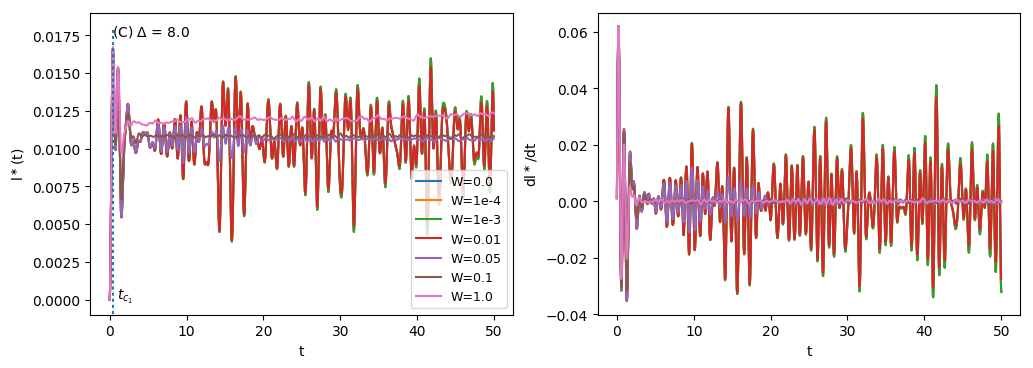 (C) Δ = 8.0
I * (t)
0.0175
0.0150
0.0125
0.0100
0.0075
0.0050
0.0025
0.0000
t_{c_1}
W=0.0
W=1e-4
W=1e-3
W=0.01
W=0.05
W=0.1
W=1.0
0 10 20 30 40 50
t
dI * /dt
0.06
0.04
0.02
0.00
−0.02
−0.04
0 10 20 30 40 50
t